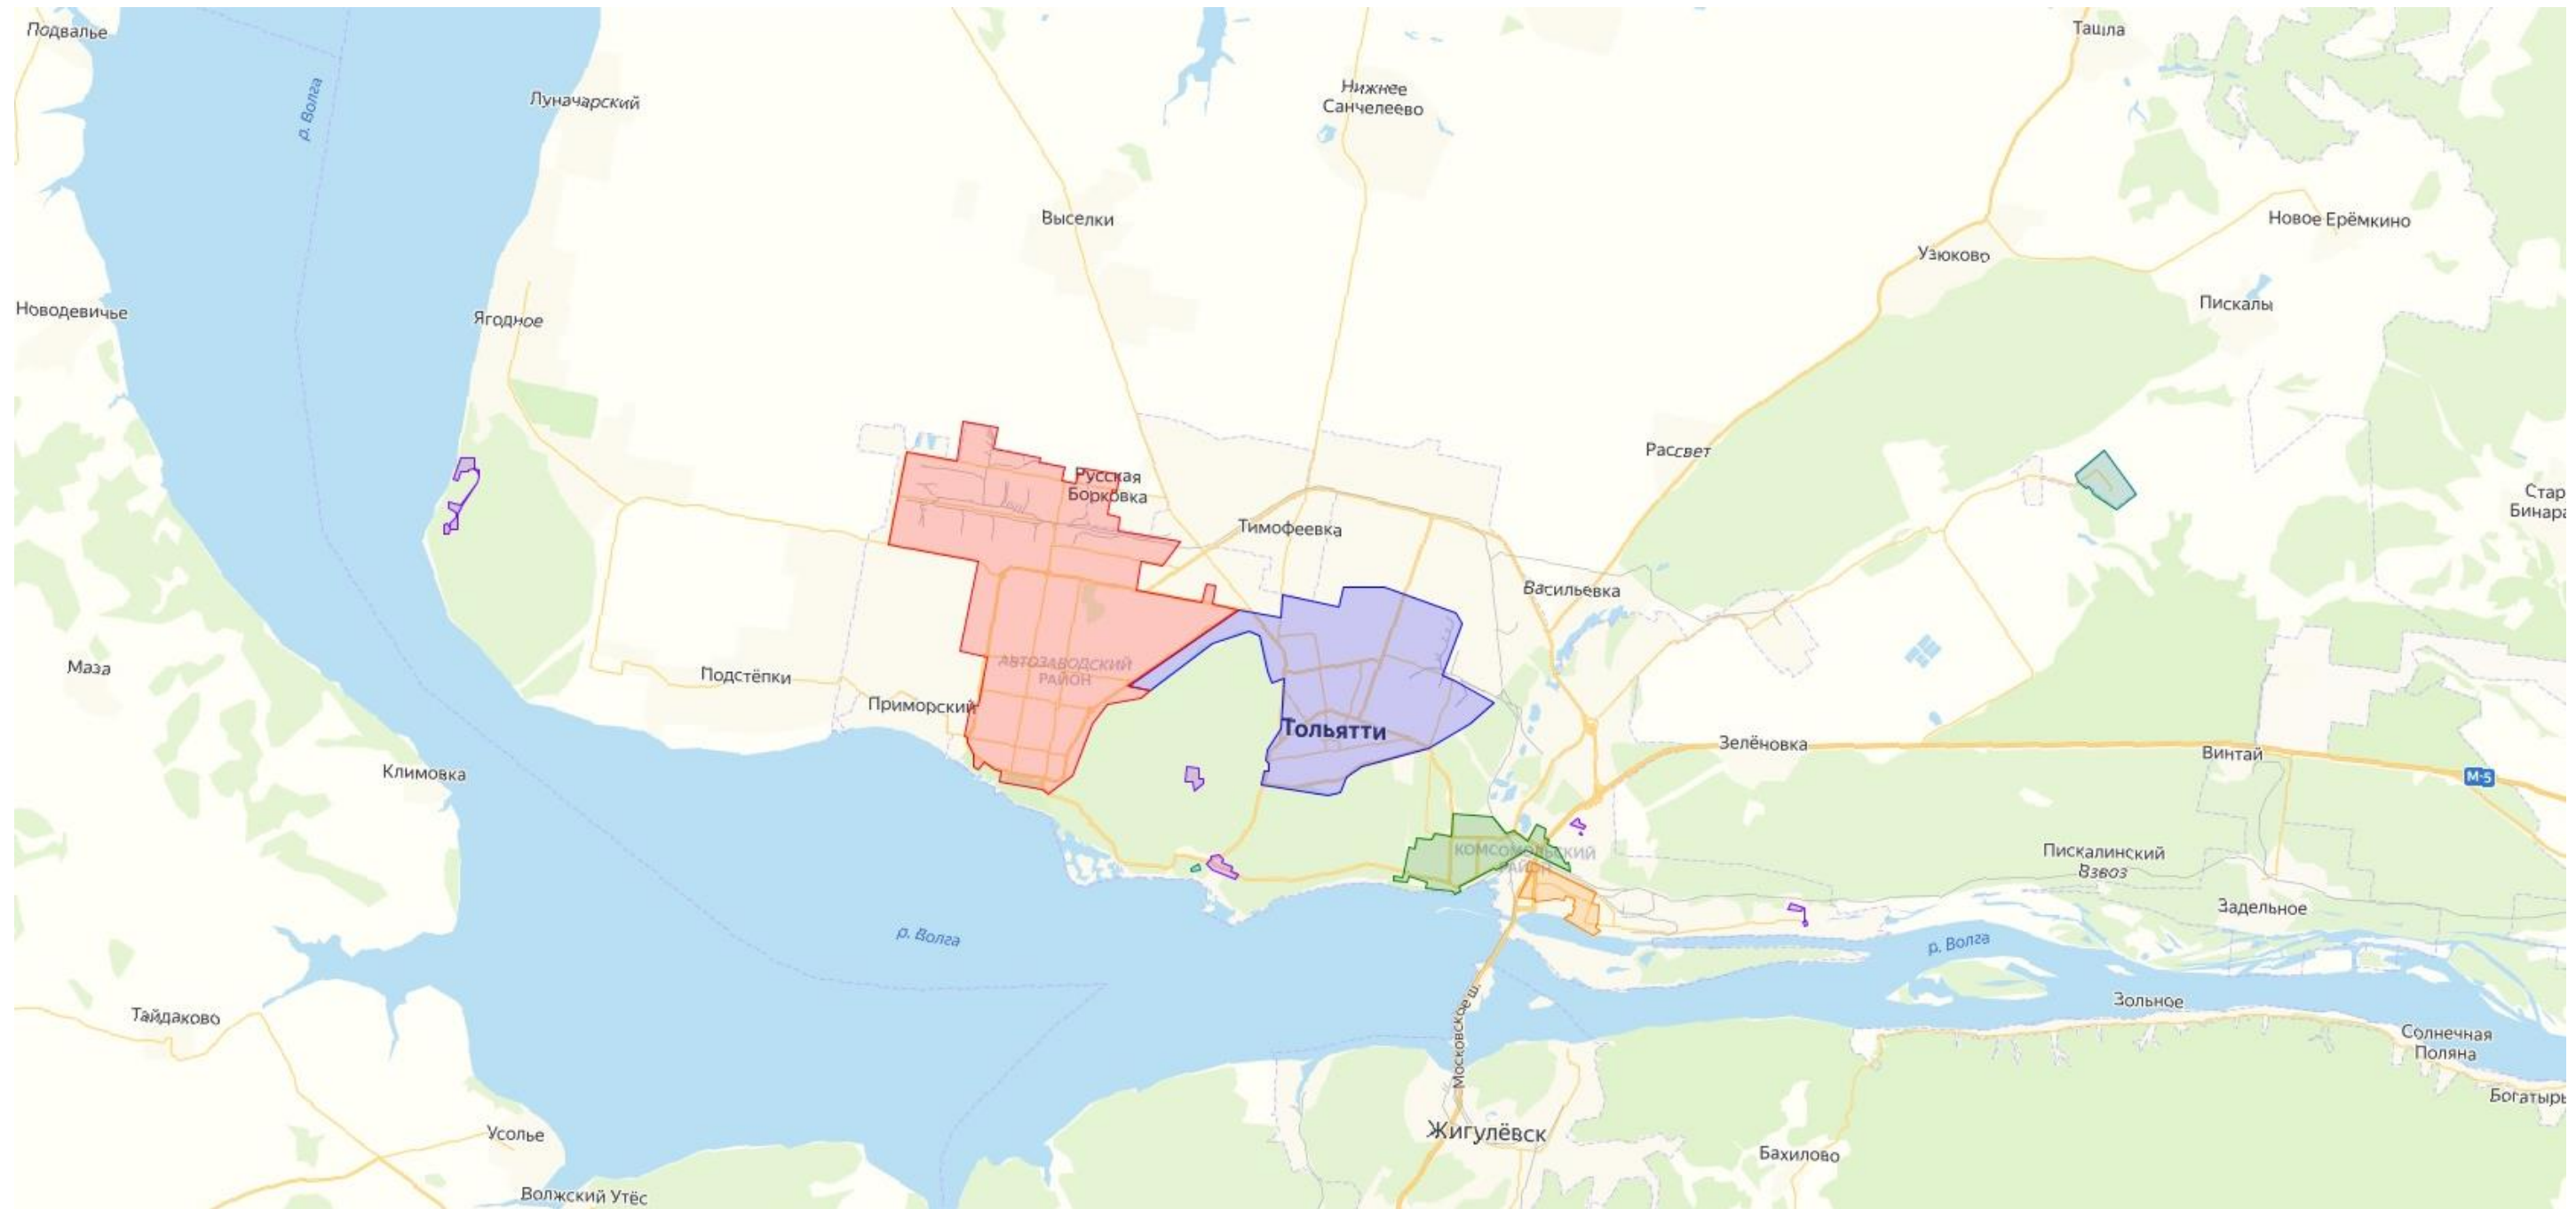 Подвалье
Ташла
р. Волга
Луначарский
Нижнее
Санчелеево
Выселки
Новое Ерёмкино
Узюково
Пискалы
Новодевичье
Ягодное
Рассвет
Русская
Борковка
Стар
Бинара
Тимофеевка
Васильевка
АВТОЗАВОДСКИЙ
РАЙОН
Маза
Подстёпки
Приморский
Тольятти
Зелёновка
Винтай
Климовка
М-5
КОМСОМОЛЬСКИЙ
РАЙОН
Пискалинский
Взвоз
Задельное
р. Волга
р. Волга
Зольное
Тайдаково
Московское ш.
Солнечная
Поляна
Богатырь
Усолье
Жигулёвск
Бахилово
Волжский Утёс